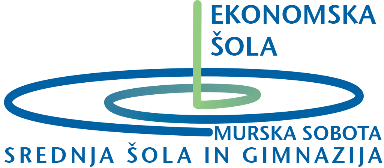 EKONOMSKA
ŠOLA
MURSKA SOBOTA
SREDNJA ŠOLA IN GIMNAZIJA